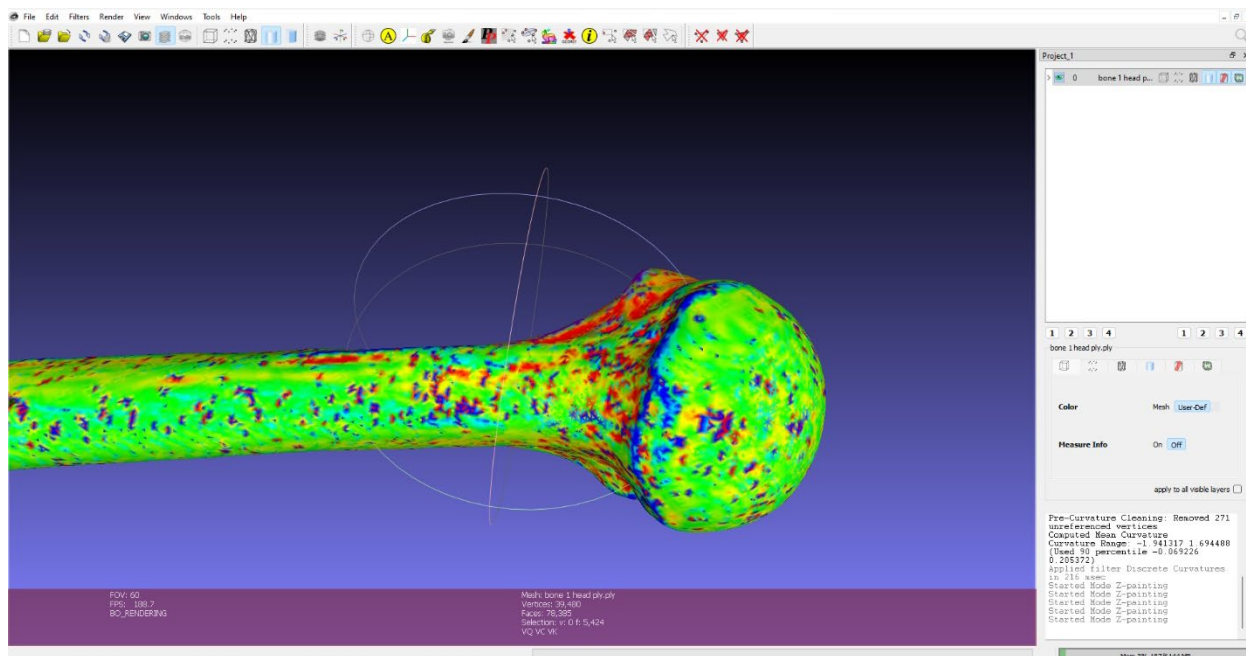 File Edit Filters Render View Windows Tools Help
Project_1
0 bone 1 head p...
1 2 3 4 1 2 3 4
bone 1 head ply.ply
Color Mesh User-Def
Measure Info On Off
apply to all visible layers
Pre-Curvature Cleaning: Removed 271
unreferenced vertices
Computed Mean Curvature
Curvature Range: -1.941317 1.694488
(Used 90 percentile -0.069226
0.205372)
Applied filter Discrete Curvatures
in 216 msec
Started Mode Z-painting
Started Mode Z-painting
Started Mode Z-painting
Started Mode Z-painting
Started Mode Z-painting
FOV: 60
FPS: 188.7
BO_RENDERING
Mesh: bone 1 head ply.ply
Vertices: 39,480
Faces: 78,385
Selection: v: 0 f: 5,424
VQ VC VK